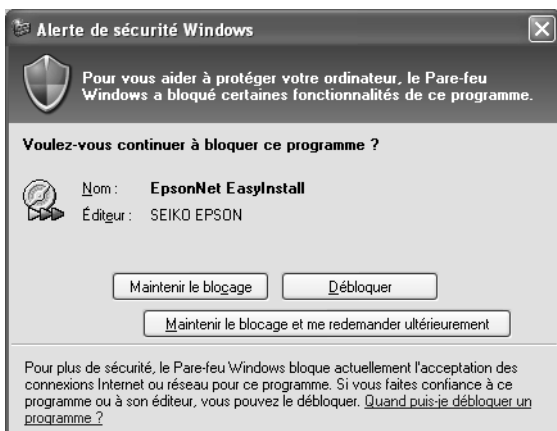 Alerte de sécurité Windows
Pour vous aider à protéger votre ordinateur, le Pare-feu
Windows a bloqué certaines fonctionnalités de ce programme.
Voulez-vous continuer à bloquer ce programme ?
Nom : EpsonNet EasyInstall
Éditeur : SEIKO EPSON
Maintenir le blocage Débloquer
Maintenir le blocage et me redemander ultérieurement
Pour plus de sécurité, le Pare-feu Windows bloque actuellement l'acceptation des
connexions Internet ou réseau pour ce programme. Si vous faites confiance à ce
programme ou à son éditeur, vous pouvez le débloquer. Quand puis-je débloquer un
programme ?